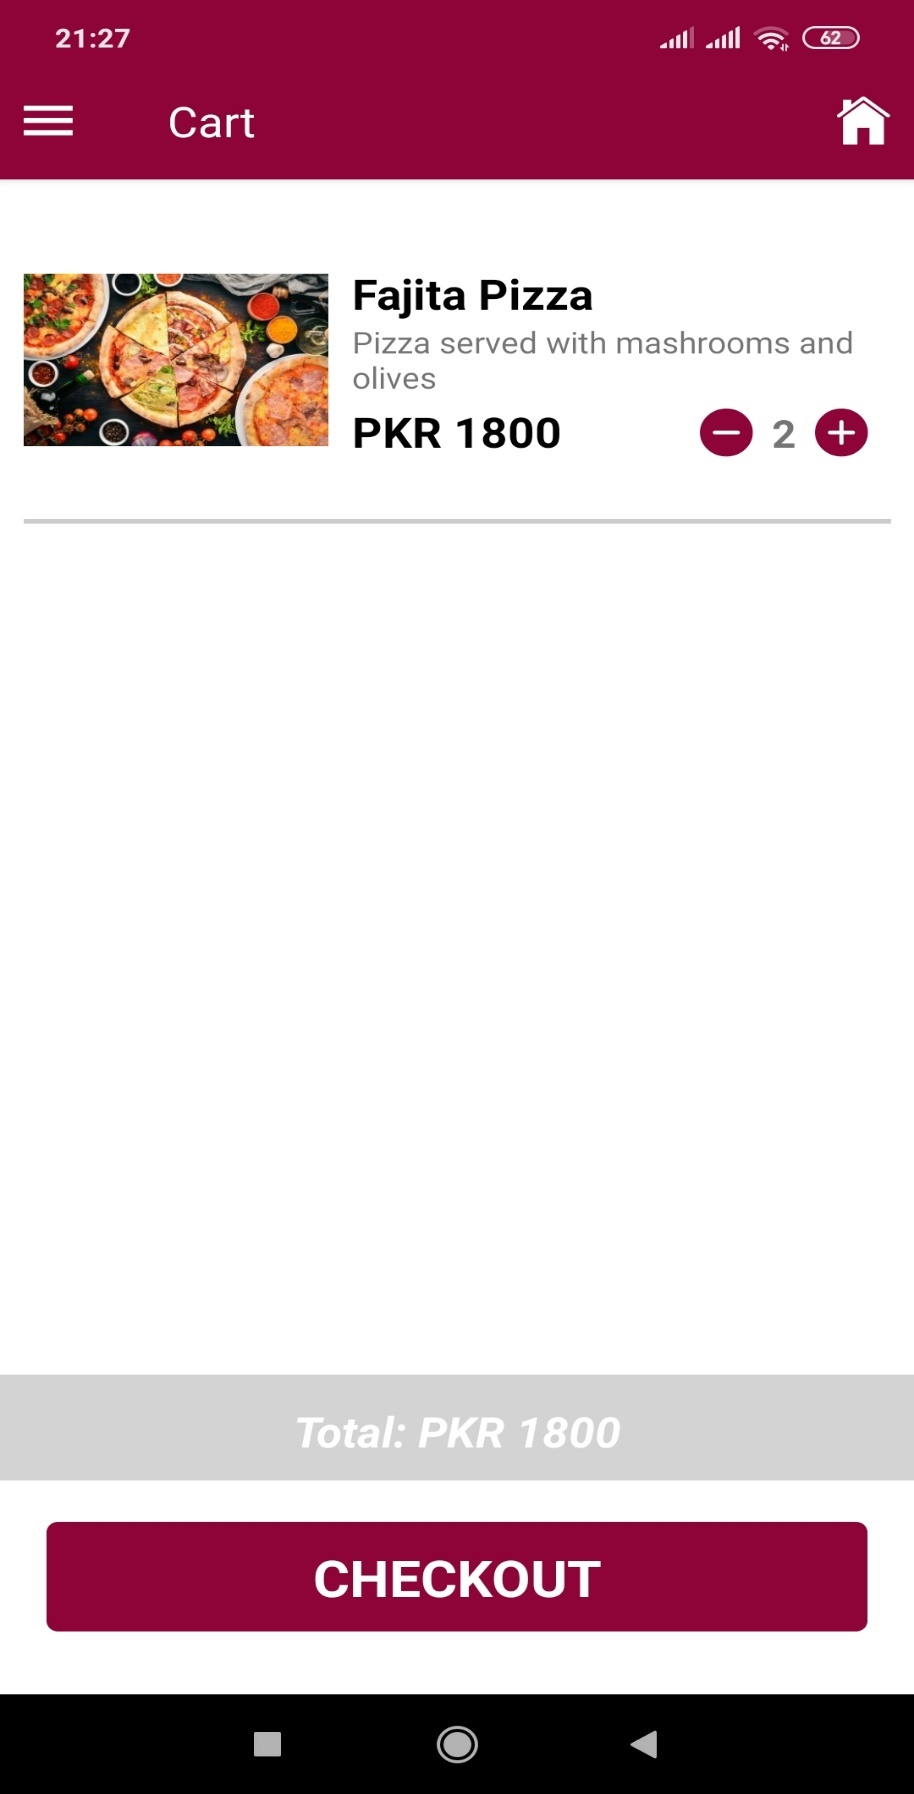 21:27
62
Cart
Fajita Pizza
Pizza served with mashrooms and
olives
PKR 1800
2
Total: PKR 1800
CHECKOUT